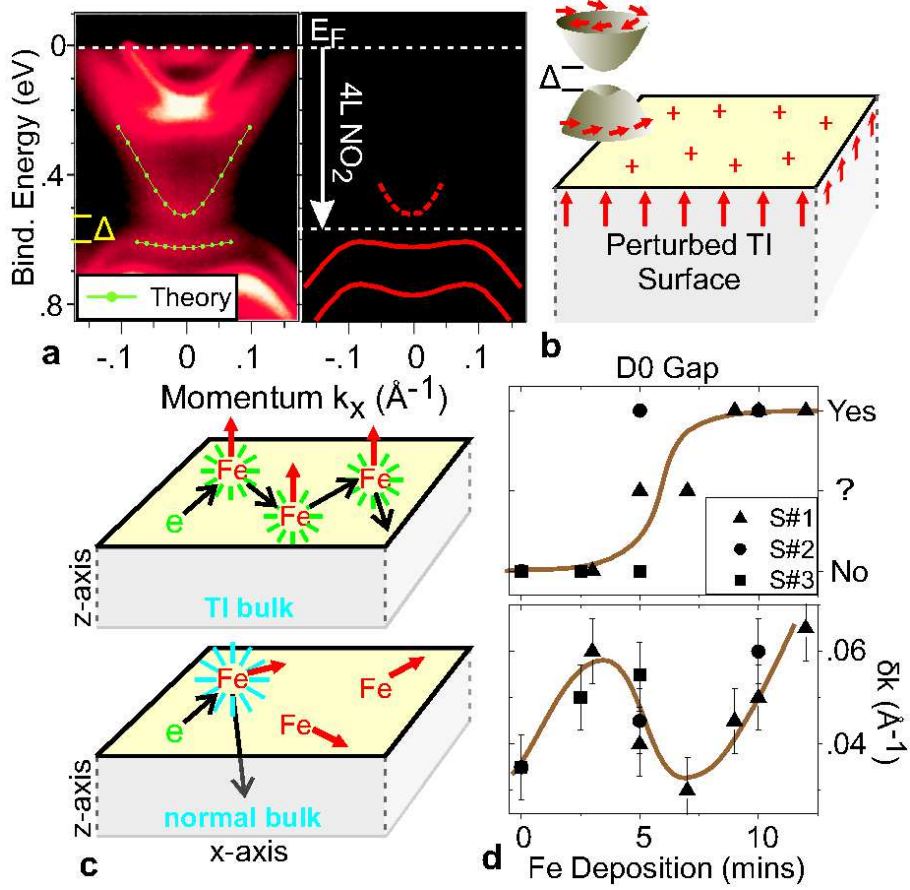 E_F
0
.4
.8
Bind. Energy (eV)
Δ
4L NO₂
Theory
-.1 0 .1 -.1 0 .1
Momentum kₓ (Å⁻¹)
a
Δ
+ + + +
+ + + +
Perturbed TI
Surface
b
Fe Fe Fe
e
TI bulk
z-axis
Fe Fe
e Fe
normal bulk
z-axis
x-axis
c
D0 Gap
Yes
?
No
S#1
S#2
S#3
.06
.04
δk (Å⁻¹)
0 5 10
Fe Deposition (mins)
d